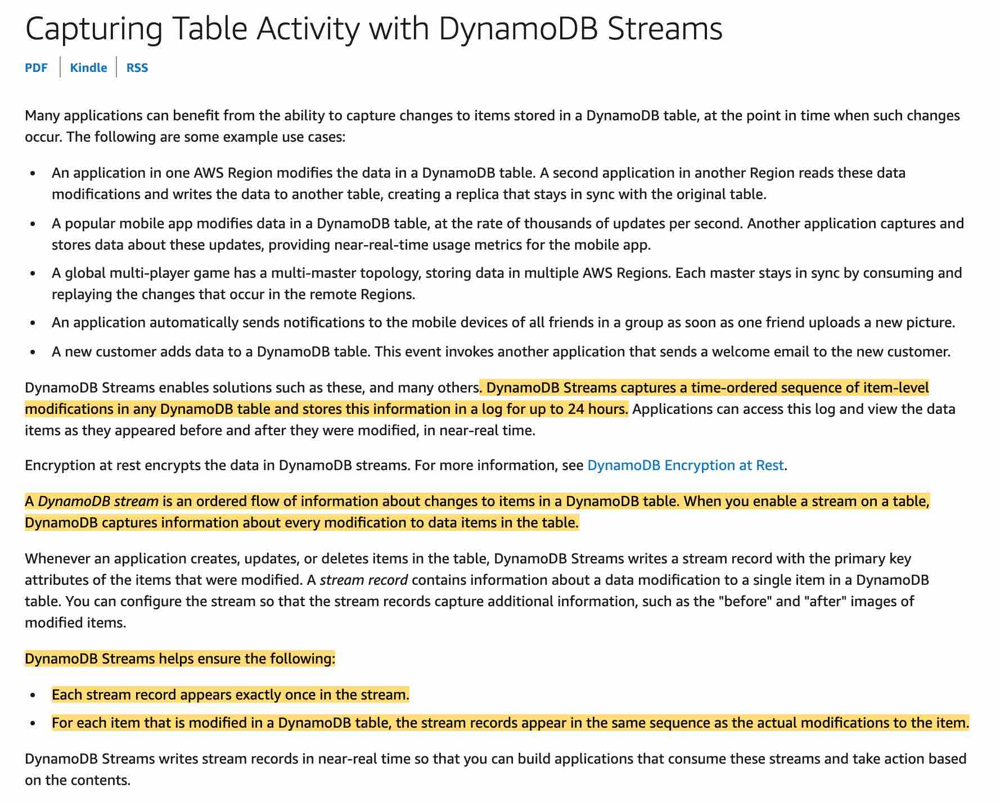 Capturing Table Activity with DynamoDB Streams
PDF | Kindle | RSS
Many applications can benefit from the ability to capture changes to items stored in a DynamoDB table, at the point in time when such changes
occur. The following are some example use cases:
• An application in one AWS Region modifies the data in a DynamoDB table. A second application in another Region reads these data
modifications and writes the data to another table, creating a replica that stays in sync with the original table.
• A popular mobile app modifies data in a DynamoDB table, at the rate of thousands of updates per second. Another application captures and
stores data about these updates, providing near-real-time usage metrics for the mobile app.
• A global multi-player game has a multi-master topology, storing data in multiple AWS Regions. Each master stays in sync by consuming and
replaying the changes that occur in the remote Regions.
• An application automatically sends notifications to the mobile devices of all friends in a group as soon as one friend uploads a new picture.
• A new customer adds data to a DynamoDB table. This event invokes another application that sends a welcome email to the new customer.
DynamoDB Streams enables solutions such as these, and many others. DynamoDB Streams captures a time-ordered sequence of item-level
modifications in any DynamoDB table and stores this information in a log for up to 24 hours. Applications can access this log and view the data
items as they appeared before and after they were modified, in near-real time.
Encryption at rest encrypts the data in DynamoDB streams. For more information, see DynamoDB Encryption at Rest.
A DynamoDB stream is an ordered flow of information about changes to items in a DynamoDB table. When you enable a stream on a table,
DynamoDB captures information about every modification to data items in the table.
Whenever an application creates, updates, or deletes items in the table, DynamoDB Streams writes a stream record with the primary key
attributes of the items that were modified. A stream record contains information about a data modification to a single item in a DynamoDB
table. You can configure the stream so that the stream records capture additional information, such as the "before" and "after" images of
modified items.
DynamoDB Streams helps ensure the following:
• Each stream record appears exactly once in the stream.
• For each item that is modified in a DynamoDB table, the stream records appear in the same sequence as the actual modifications to the item.
DynamoDB Streams writes stream records in near-real time so that you can build applications that consume these streams and take action based
on the contents.